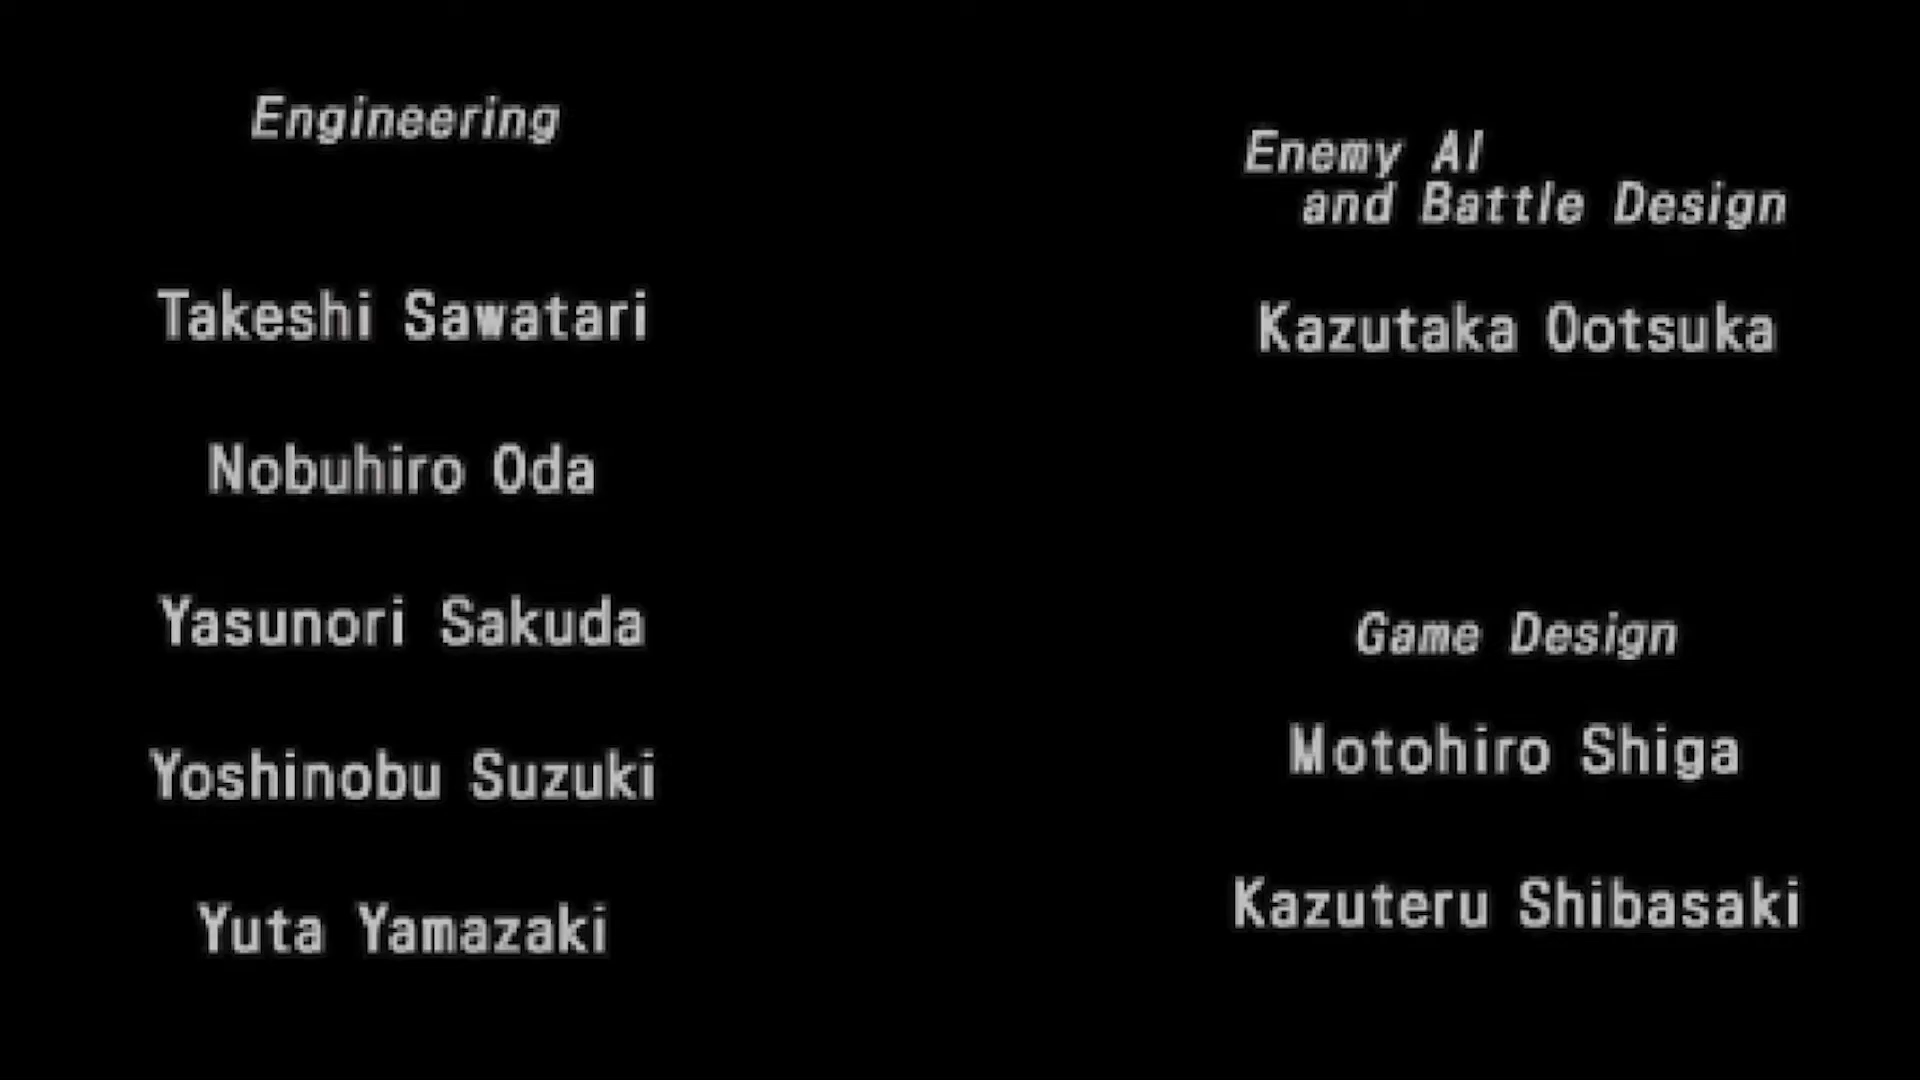 Engineering
Takeshi Sawatari
Nobuhiro Oda
Yasunori Sakuda
Yoshinobu Suzuki
Yuta Yamazaki
Enemy AI
and Battle Design
Kazutaka Ootsuka
Game Design
Motohiro Shiga
Kazuteru Shibasaki